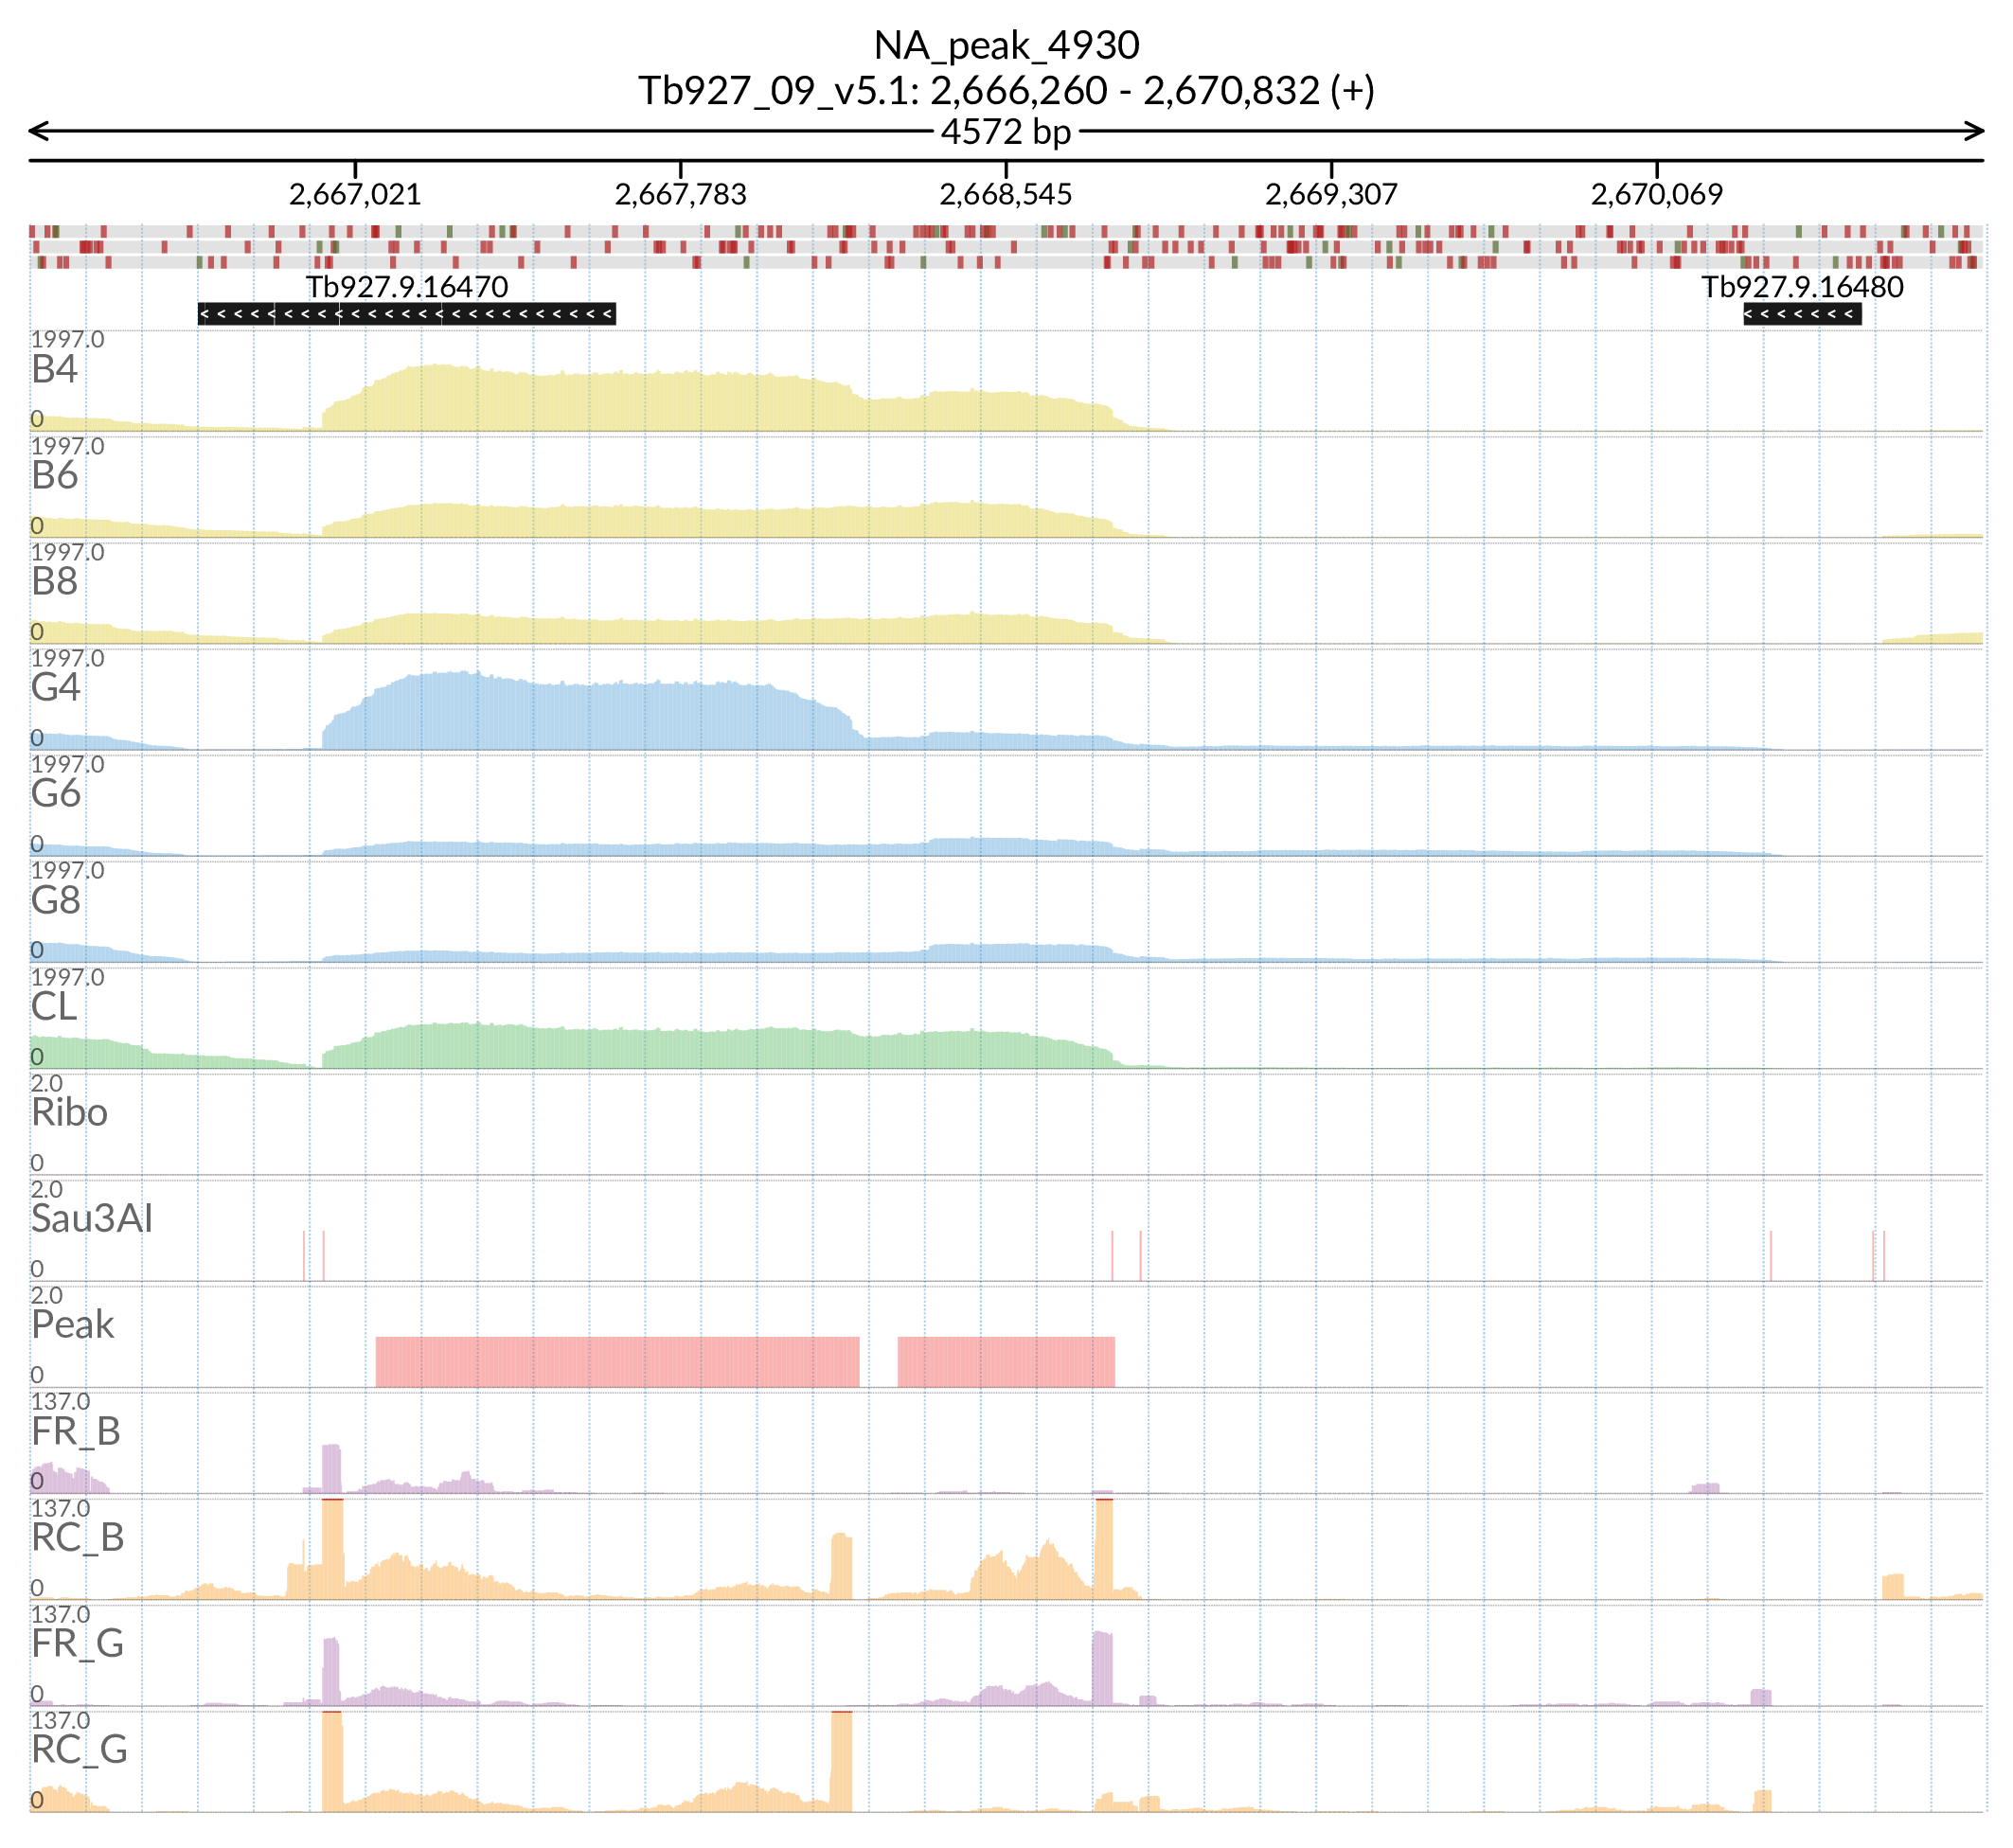 NA_peak_4930
Tb927_09_v5.1: 2,666,260 - 2,670,832 (+)
4572 bp
2,667,021 2,667,783 2,668,545 2,669,307 2,670,069
Tb927.9.16470 Tb927.9.16480
1997.0
B4
0
1997.0
B6
0
1997.0
B8
0
1997.0
G4
0
1997.0
G6
0
1997.0
G8
0
1997.0
CL
0
2.0
Ribo
0
2.0
Sau3AI
0
2.0
Peak
0
137.0
FR_B
0
137.0
RC_B
0
137.0
FR_G
0
137.0
RC_G
0